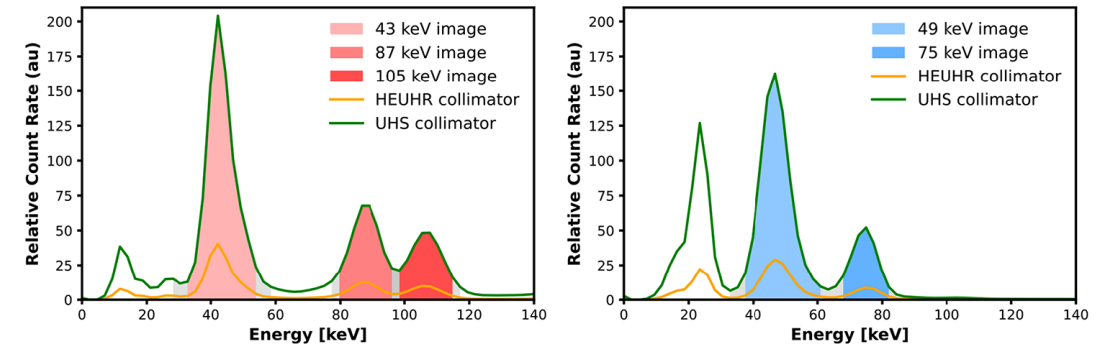 Relative Count Rate (au)
200
175
150
125
100
75
50
25
0
0 20 40 60 80 100 120 140
Energy [keV]
43 keV image
87 keV image
105 keV image
HEUHR collimator
UHS collimator
Relative Count Rate (au)
200
175
150
125
100
75
50
25
0
0 20 40 60 80 100 120 140
Energy [keV]
49 keV image
75 keV image
HEUHR collimator
UHS collimator